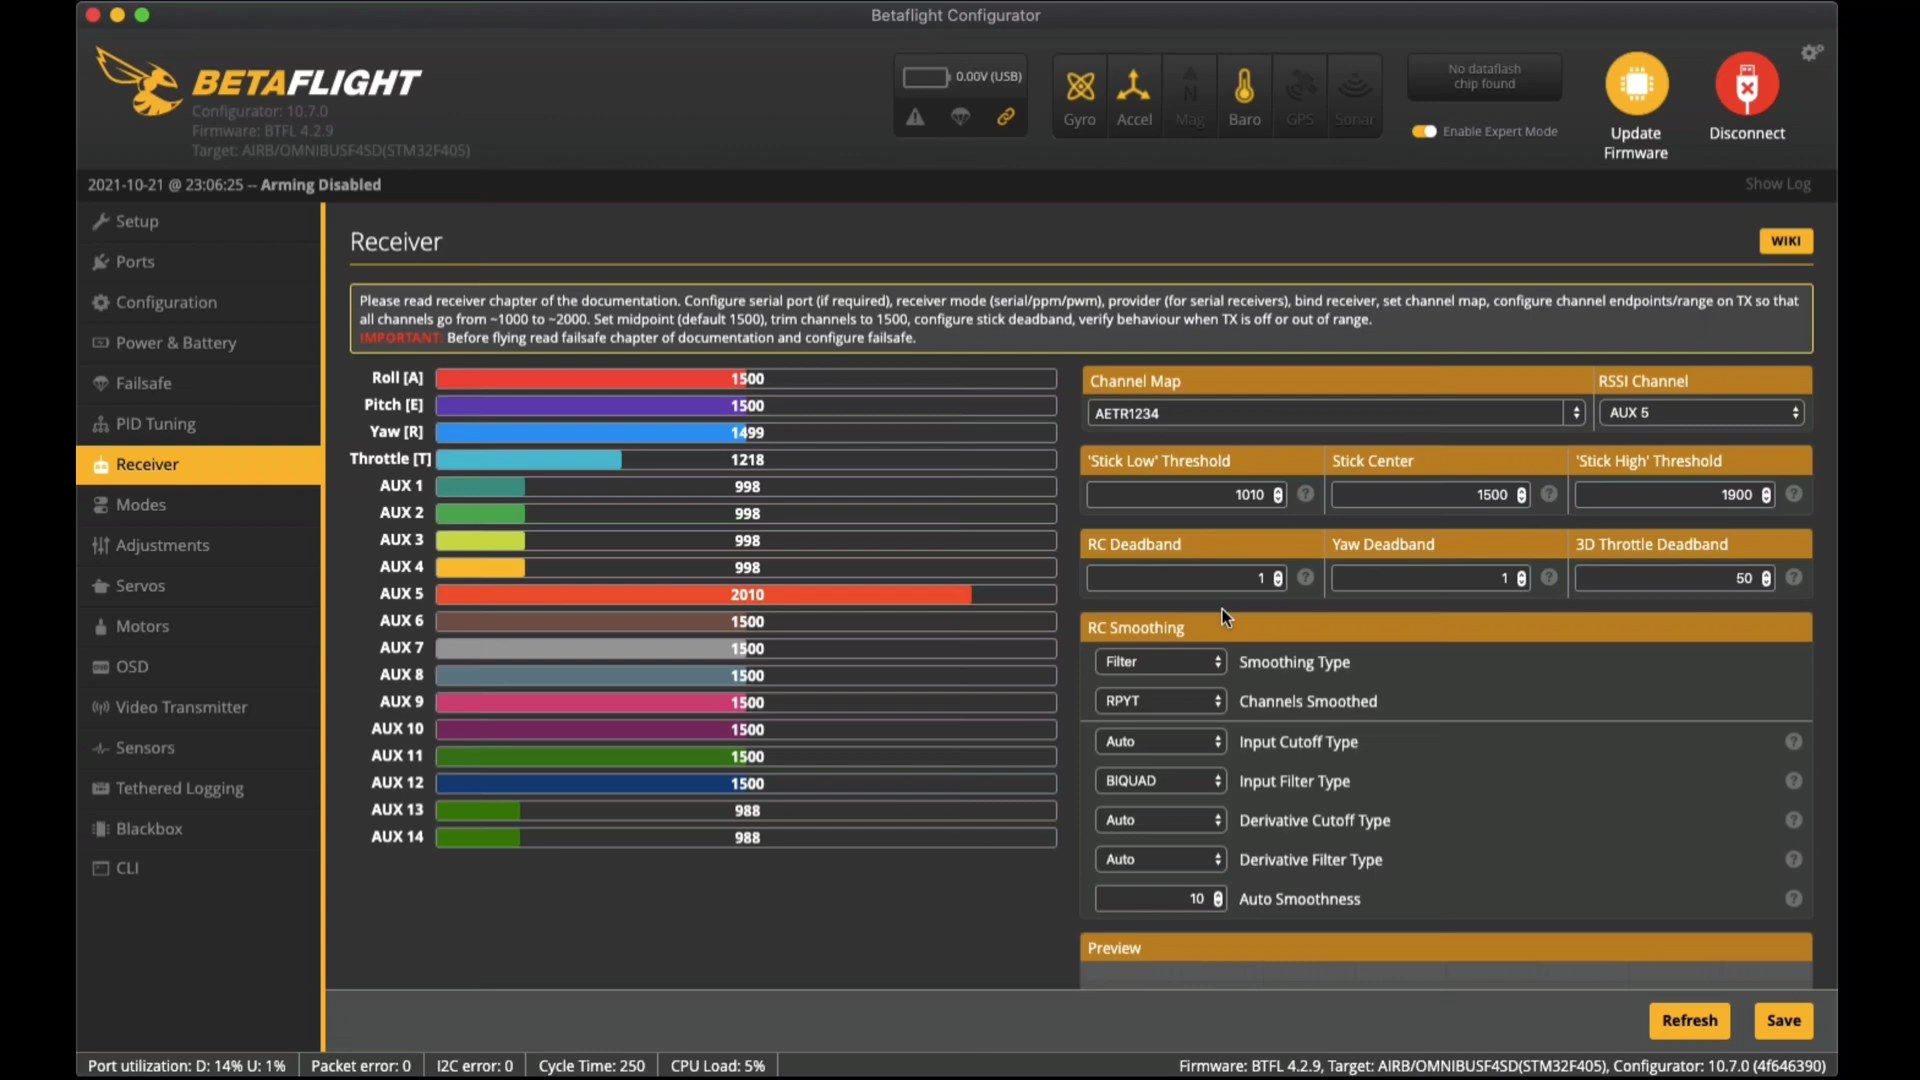 Betaflight Configurator
BETAFLIGHT
Configurator: 10.7.0
Firmware: BTFL 4.2.9
Target: AIRB/OMNIBUSF4SD(STM32F405)
0.00V (USB)
Gyro
Accel
Mag
Baro
GPS
Sonar
No dataflash
chip found
Enable Expert Mode
Update
Firmware
Disconnect
2021-10-21 @ 23:06:25 -- Arming Disabled
Show Log
Setup
Ports
Configuration
Power & Battery
Failsafe
PID Tuning
Receiver
Modes
Adjustments
Servos
Motors
OSD
Video Transmitter
Sensors
Tethered Logging
Blackbox
CLI
Receiver
WIKI
Please read receiver chapter of the documentation. Configure serial port (if required), receiver mode (serial/ppm/pwm), provider (for serial receivers), bind receiver, set channel map, configure channel endpoints/range on TX so that
all channels go from ~1000 to ~2000. Set midpoint (default 1500), trim channels to 1500, configure stick deadband, verify behaviour when TX is off or out of range.
IMPORTANT: Before flying read failsafe chapter of documentation and configure failsafe.
Roll [A] 1500
Pitch [E] 1500
Yaw [R] 1499
Throttle [T] 1218
AUX 1 998
AUX 2 998
AUX 3 998
AUX 4 998
AUX 5 2010
AUX 6 1500
AUX 7 1500
AUX 8 1500
AUX 9 1500
AUX 10 1500
AUX 11 1500
AUX 12 1500
AUX 13 988
AUX 14 988
Channel Map
RSSI Channel
AETR1234
AUX 5
'Stick Low' Threshold
Stick Center
'Stick High' Threshold
1010
1500
1900
RC Deadband
Yaw Deadband
3D Throttle Deadband
1
1
50
RC Smoothing
Filter Smoothing Type
RPYT Channels Smoothed
Auto Input Cutoff Type
BIQUAD Input Filter Type
Auto Derivative Cutoff Type
Auto Derivative Filter Type
10 Auto Smoothness
Preview
Refresh
Save
Port utilization: D: 14% U: 1%
Packet error: 0
I2C error: 0
Cycle Time: 250
CPU Load: 5%
Firmware: BTFL 4.2.9, Target: AIRB/OMNIBUSF4SD(STM32F405), Configurator: 10.7.0 (4f646390)